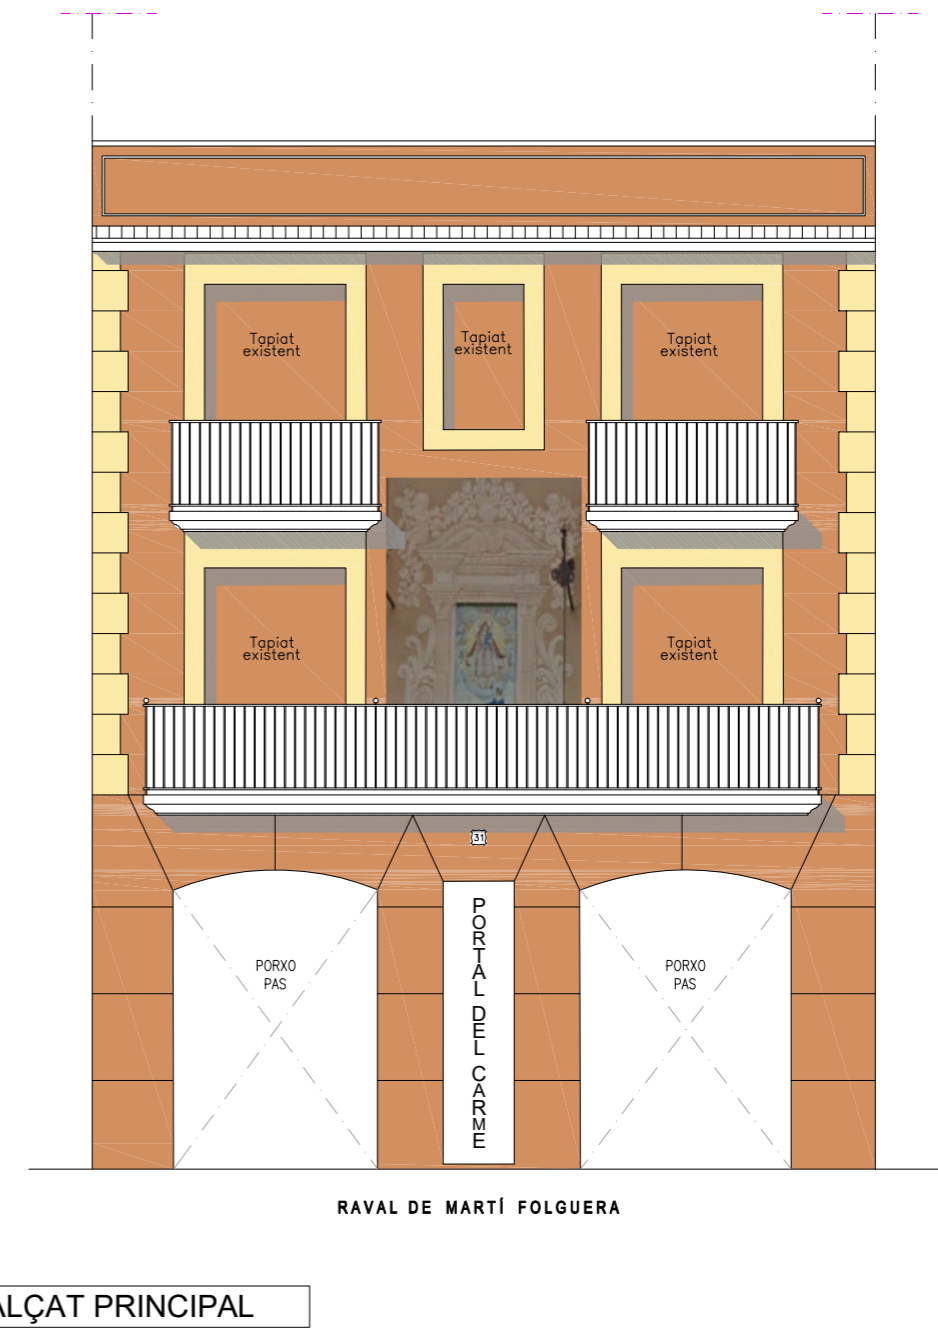 Tapiat
existent
Tapiat
existent
Tapiat
existent
Tapiat
existent
Tapiat
existent
31
PORTAL DEL CARME
PORXO
PAS
PORXO
PAS
RAVAL DE MARTÍ FOLGUERA
ALÇAT PRINCIPAL